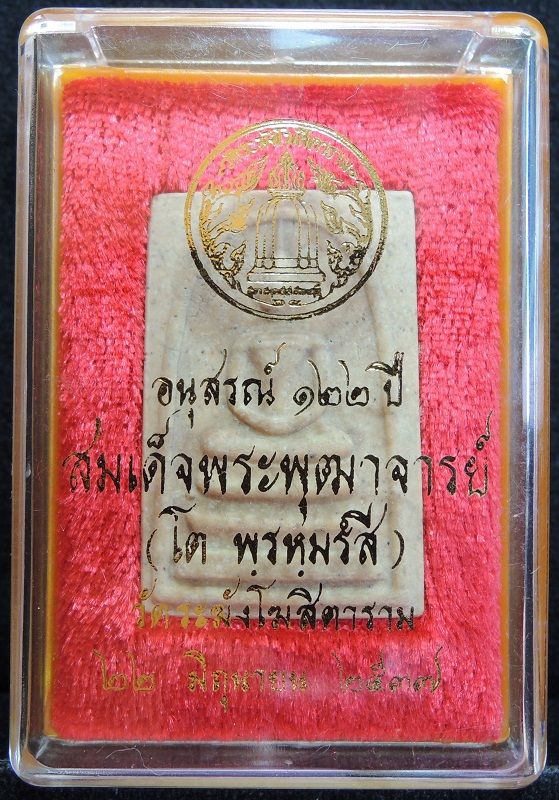 อนุสรณ์ ๑๒๒ ปี
สมเด็จพระพุฒาจารย์
(โต พฺรหฺมรํสี)
วัดระฆังโฆสิตาราม
๒๒ มิถุนายน ๒๕๓๗